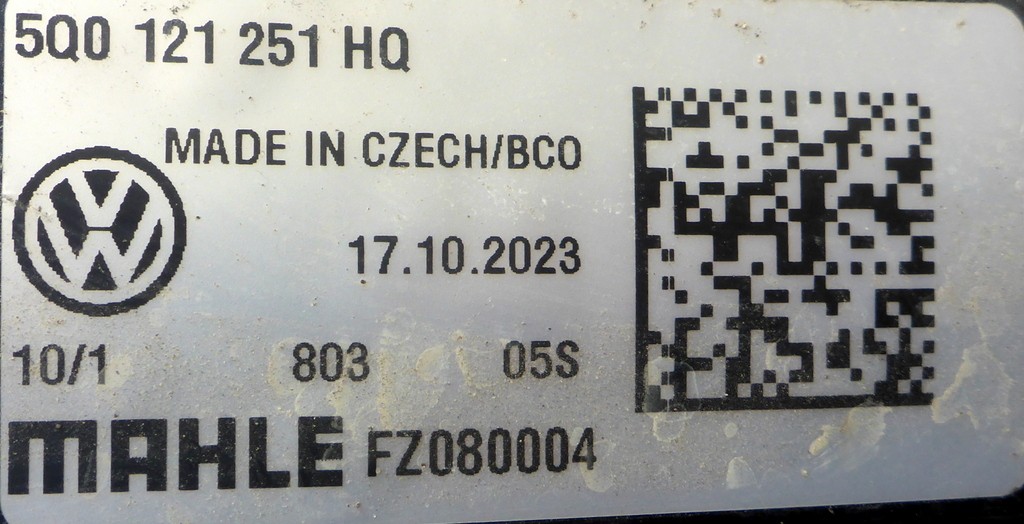 5Q0 121 251 HQ
MADE IN CZECH/BCO
17.10.2023
10/1 803 05S
MAHLE FZ080004